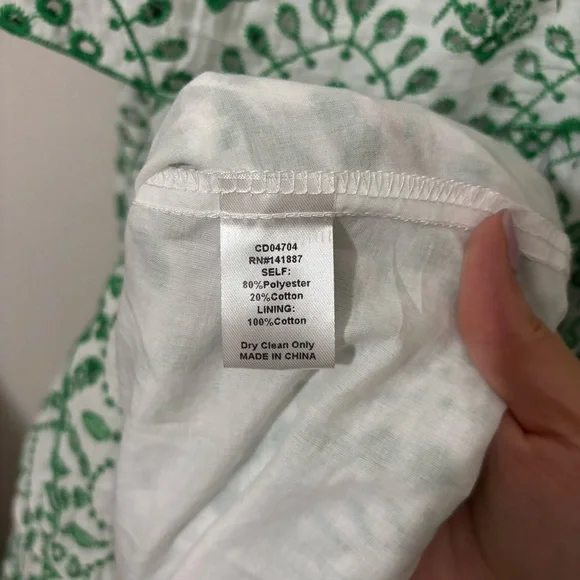 CD04704
RN#141887
SELF:
80%Polyester
20%Cotton
LINING:
100%Cotton
Dry Clean Only
MADE IN CHINA